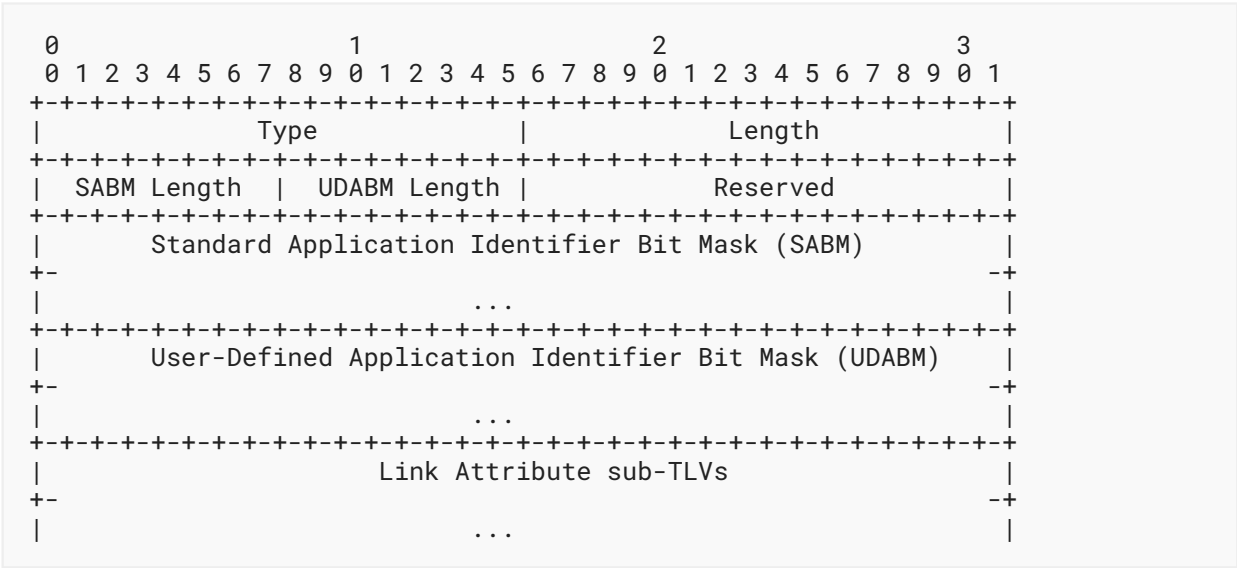 0                   1                   2                   3
 0 1 2 3 4 5 6 7 8 9 0 1 2 3 4 5 6 7 8 9 0 1 2 3 4 5 6 7 8 9 0 1
+-+-+-+-+-+-+-+-+-+-+-+-+-+-+-+-+-+-+-+-+-+-+-+-+-+-+-+-+-+-+-+-+
|              Type             |             Length            |
+-+-+-+-+-+-+-+-+-+-+-+-+-+-+-+-+-+-+-+-+-+-+-+-+-+-+-+-+-+-+-+-+
|  SABM Length  |  UDABM Length |            Reserved           |
+-+-+-+-+-+-+-+-+-+-+-+-+-+-+-+-+-+-+-+-+-+-+-+-+-+-+-+-+-+-+-+-+
|       Standard Application Identifier Bit Mask (SABM)         |
+-                                                             -+
|                            ...                                |
+-+-+-+-+-+-+-+-+-+-+-+-+-+-+-+-+-+-+-+-+-+-+-+-+-+-+-+-+-+-+-+-+
|       User-Defined Application Identifier Bit Mask (UDABM)    |
+-                                                             -+
|                            ...                                |
+-+-+-+-+-+-+-+-+-+-+-+-+-+-+-+-+-+-+-+-+-+-+-+-+-+-+-+-+-+-+-+-+
|                      Link Attribute sub-TLVs                  |
+-                                                             -+
|                            ...                                |